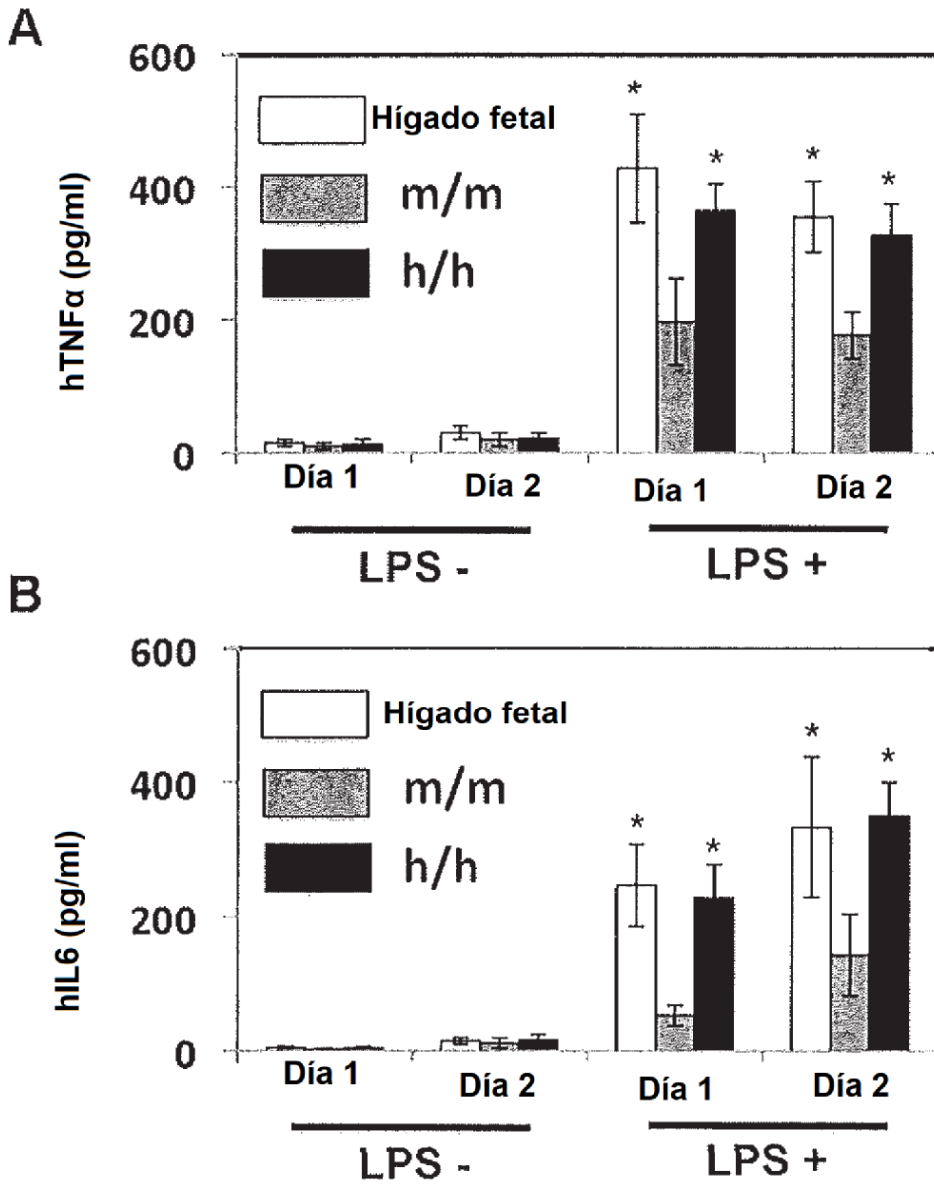 A
hTNFα (pg/ml)
600
400
200
0
Hígado fetal
m/m
h/h
* * * *
Día 1 Día 2 Día 1 Día 2
LPS - LPS +
B
hIL6 (pg/ml)
600
400
200
0
Hígado fetal
m/m
h/h
* * * *
Día 1 Día 2 Día 1 Día 2
LPS - LPS +